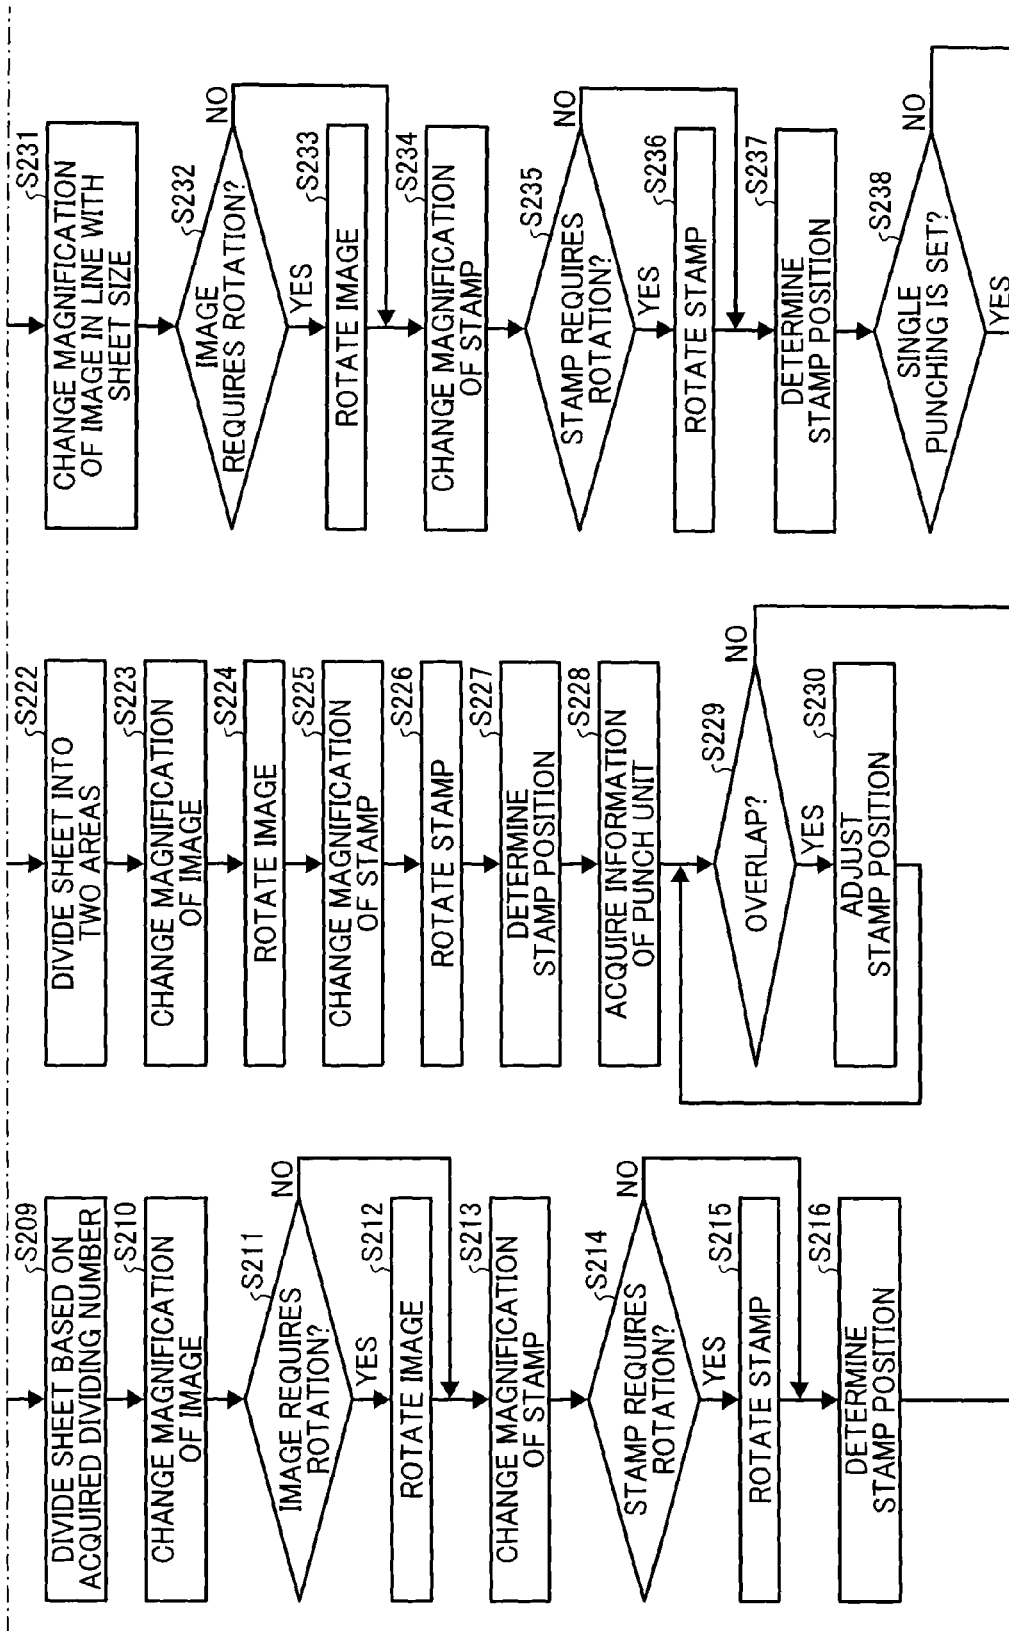 S209
DIVIDE SHEET BASED ON
ACQUIRED DIVIDING NUMBER
S210
CHANGE MAGNIFICATION
OF IMAGE
S211
IMAGE REQUIRES
ROTATION?
NO
YES
S212
ROTATE IMAGE
S213
CHANGE MAGNIFICATION
OF STAMP
S214
STAMP REQUIRES
ROTATION?
NO
YES
S215
ROTATE STAMP
S216
DETERMINE
STAMP POSITION
S222
DIVIDE SHEET INTO
TWO AREAS
S223
CHANGE MAGNIFICATION
OF IMAGE
S224
ROTATE IMAGE
S225
CHANGE MAGNIFICATION
OF STAMP
S226
ROTATE STAMP
S227
DETERMINE
STAMP POSITION
S228
ACQUIRE INFORMATION
OF PUNCH UNIT
S229
OVERLAP?
NO
YES
S230
ADJUST
STAMP POSITION
S231
CHANGE MAGNIFICATION
OF IMAGE IN LINE WITH
SHEET SIZE
S232
IMAGE
REQUIRES ROTATION?
NO
YES
S233
ROTATE IMAGE
S234
CHANGE MAGNIFICATION
OF STAMP
S235
STAMP REQUIRES
ROTATION?
NO
YES
S236
ROTATE STAMP
S237
DETERMINE
STAMP POSITION
S238
SINGLE
PUNCHING IS SET?
NO
YES